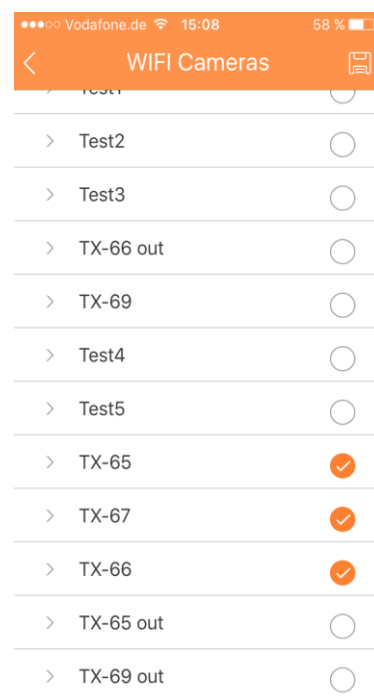 Vodafone.de 15:08 58 %
WIFI Cameras
Test1
Test2
Test3
TX-66 out
TX-69
Test4
Test5
TX-65
TX-67
TX-66
TX-65 out
TX-69 out